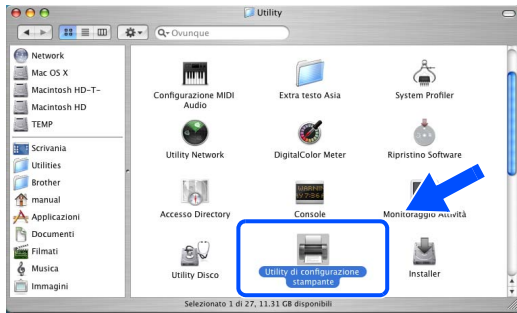 Utility
Ovunque
Network
Mac OS X
Macintosh HD-T-
Macintosh HD
TEMP
Scrivania
Utilities
Brother
manual
Applicazioni
Documenti
Filmati
Musica
Immagini
Configurazione MIDI
Audio
Extra testo Asia
System Profiler
Utility Network
DigitalColor Meter
Ripristino Software
Accesso Directory
Console
Monitoraggio Attività
Utility Disco
Utility di configurazione
stampante
Installer
Selezionato 1 di 27, 11.31 GB disponibili